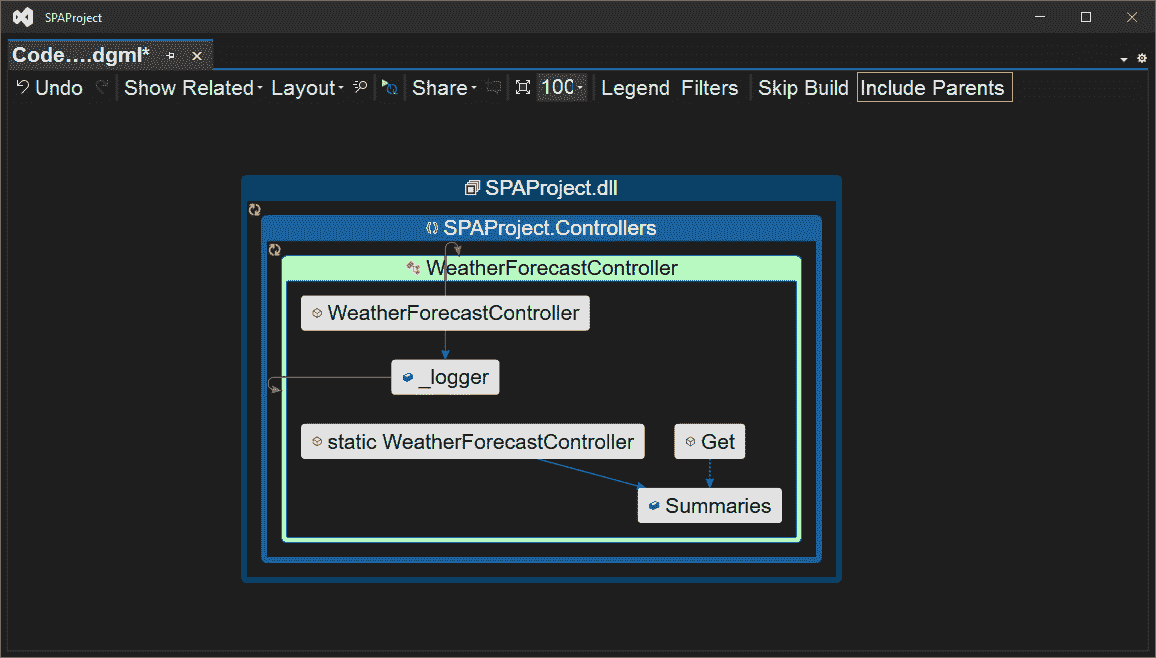 SPAProject
Code....dgml*
Undo Show Related Layout Share 100 Legend Filters Skip Build Include Parents
SPAProject.dll
SPAProject.Controllers
WeatherForecastController
WeatherForecastController
_logger
static WeatherForecastController Get
Summaries